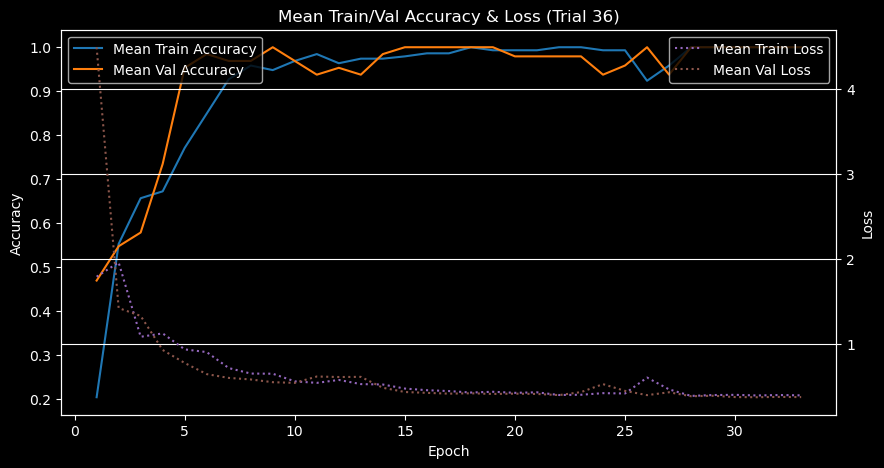 Mean Train/Val Accuracy & Loss (Trial 36)
Mean Train Accuracy
Mean Val Accuracy
Mean Train Loss
Mean Val Loss
1.0
0.9
0.8
0.7
0.6
0.5
0.4
0.3
0.2
Accuracy
4
3
2
1
Loss
0 5 10 15 20 25 30
Epoch